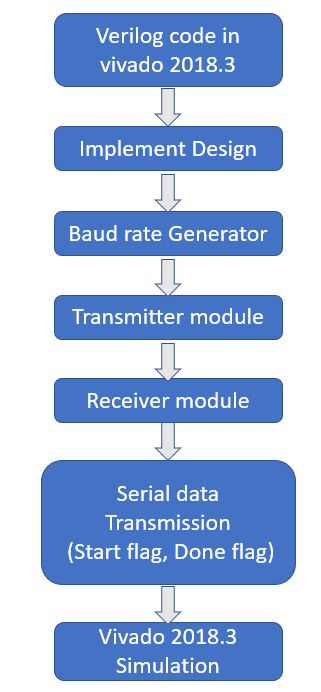 Verilog code in
vivado 2018.3
Implement Design
Baud rate Generator
Transmitter module
Receiver module
Serial data
Transmission
(Start flag, Done flag)
Vivado 2018.3
Simulation